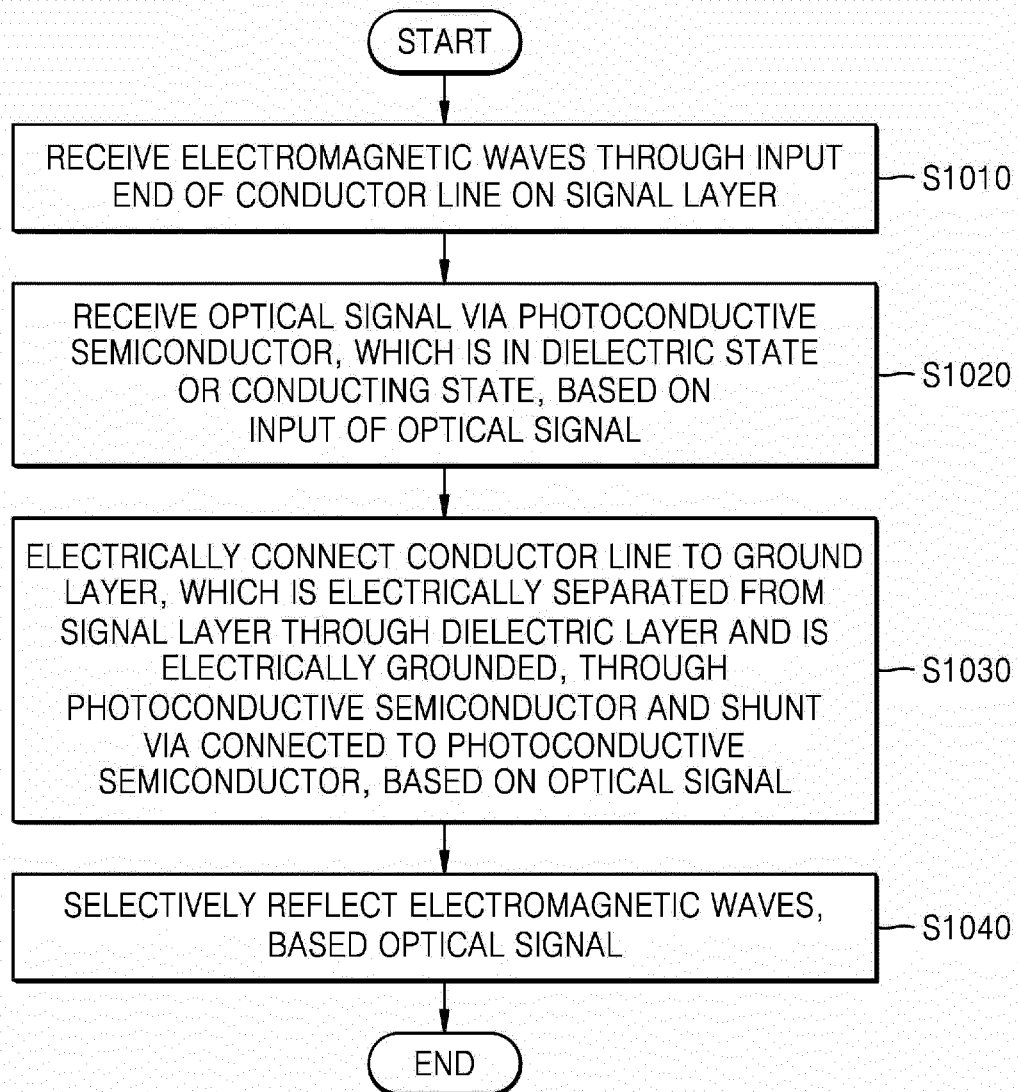 START
RECEIVE ELECTROMAGNETIC WAVES THROUGH INPUT
END OF CONDUCTOR LINE ON SIGNAL LAYER
S1010
RECEIVE OPTICAL SIGNAL VIA PHOTOCONDUCTIVE
SEMICONDUCTOR, WHICH IS IN DIELECTRIC STATE
OR CONDUCTING STATE, BASED ON
INPUT OF OPTICAL SIGNAL
S1020
ELECTRICALLY CONNECT CONDUCTOR LINE TO GROUND
LAYER, WHICH IS ELECTRICALLY SEPARATED FROM
SIGNAL LAYER THROUGH DIELECTRIC LAYER AND IS
ELECTRICALLY GROUNDED, THROUGH
PHOTOCONDUCTIVE SEMICONDUCTOR AND SHUNT
VIA CONNECTED TO PHOTOCONDUCTIVE
SEMICONDUCTOR, BASED ON OPTICAL SIGNAL
S1030
SELECTIVELY REFLECT ELECTROMAGNETIC WAVES,
BASED OPTICAL SIGNAL
S1040
END